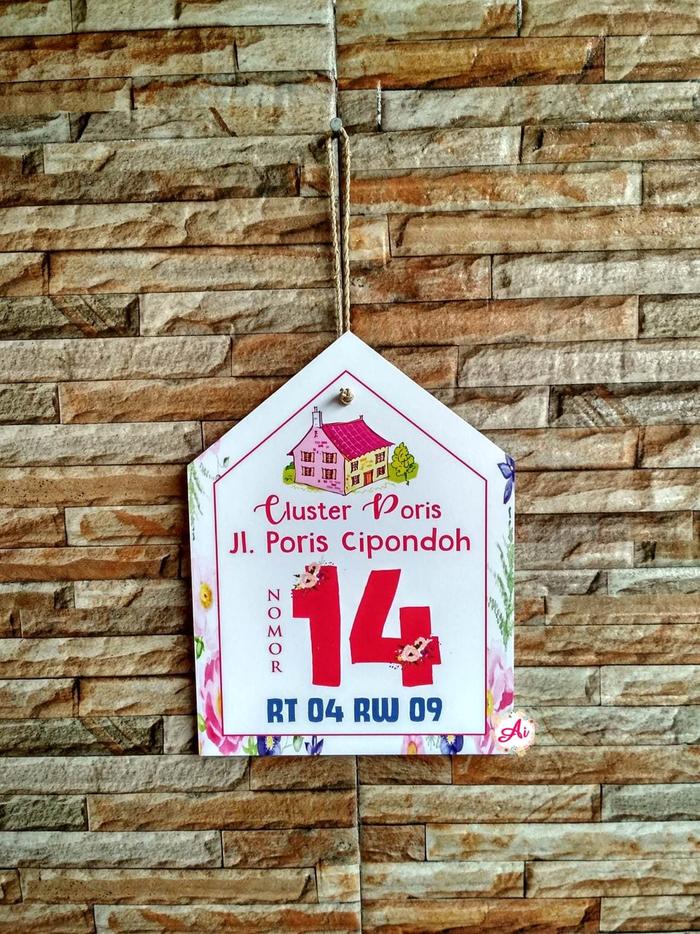 Cluster Poris
Jl. Poris Cipondoh
NOMOR
14
RT 04 RW 09
Ai